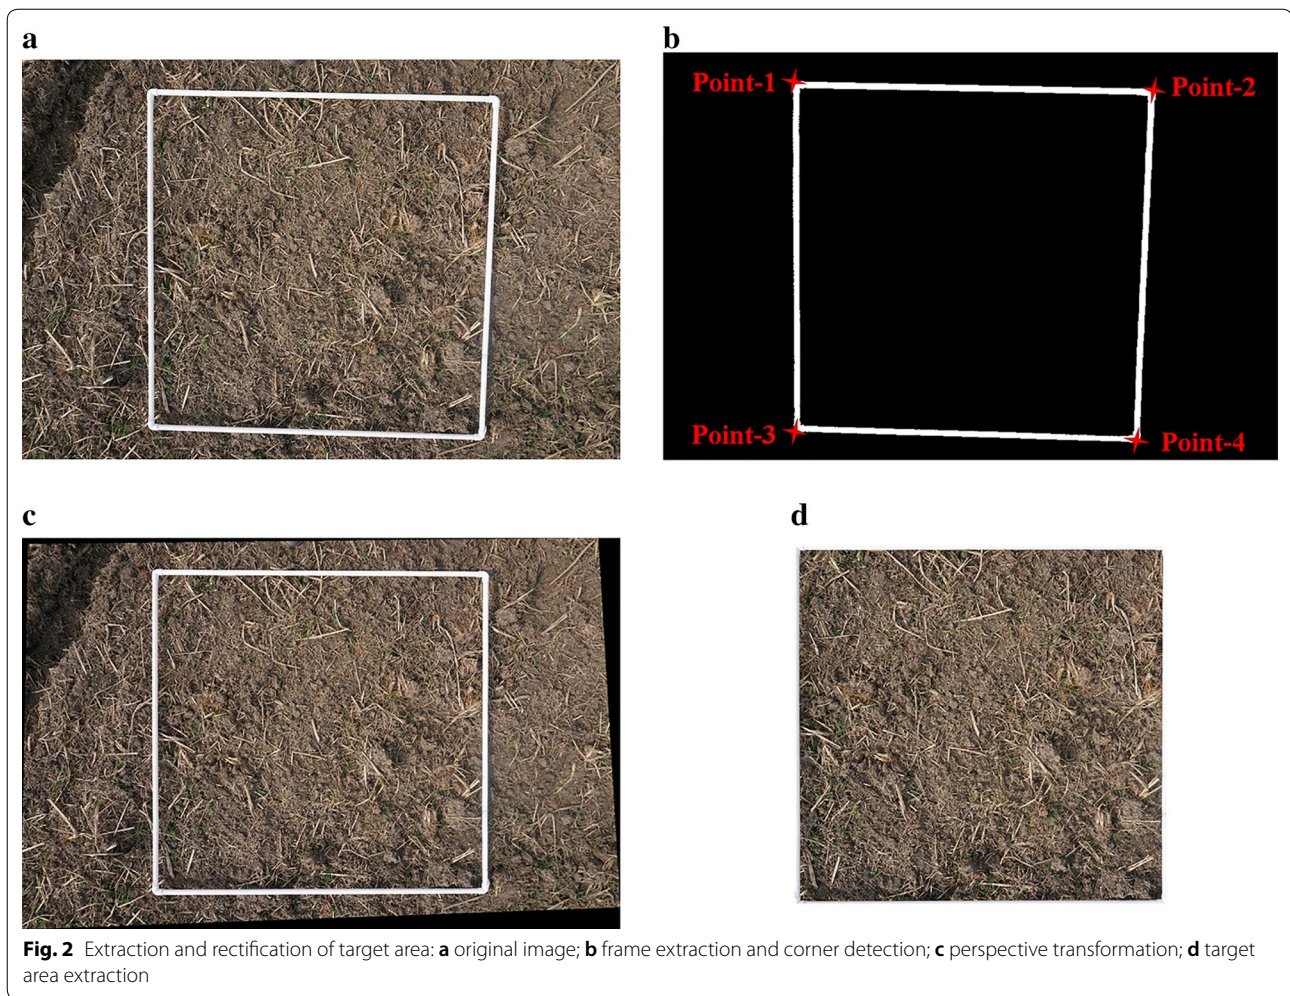 a
b
Point-1
Point-2
Point-3
Point-4
c
d
Fig. 2 Extraction and rectification of target area: a original image; b frame extraction and corner detection; c perspective transformation; d target
area extraction